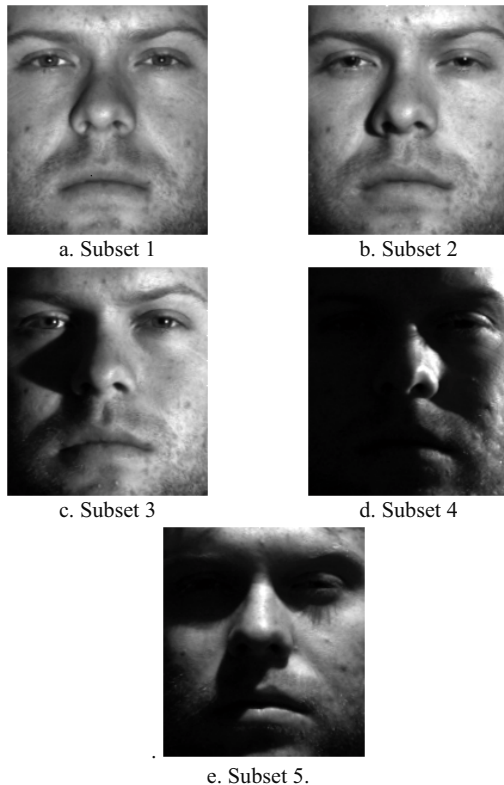 a. Subset 1
b. Subset 2
c. Subset 3
d. Subset 4
.
e. Subset 5.